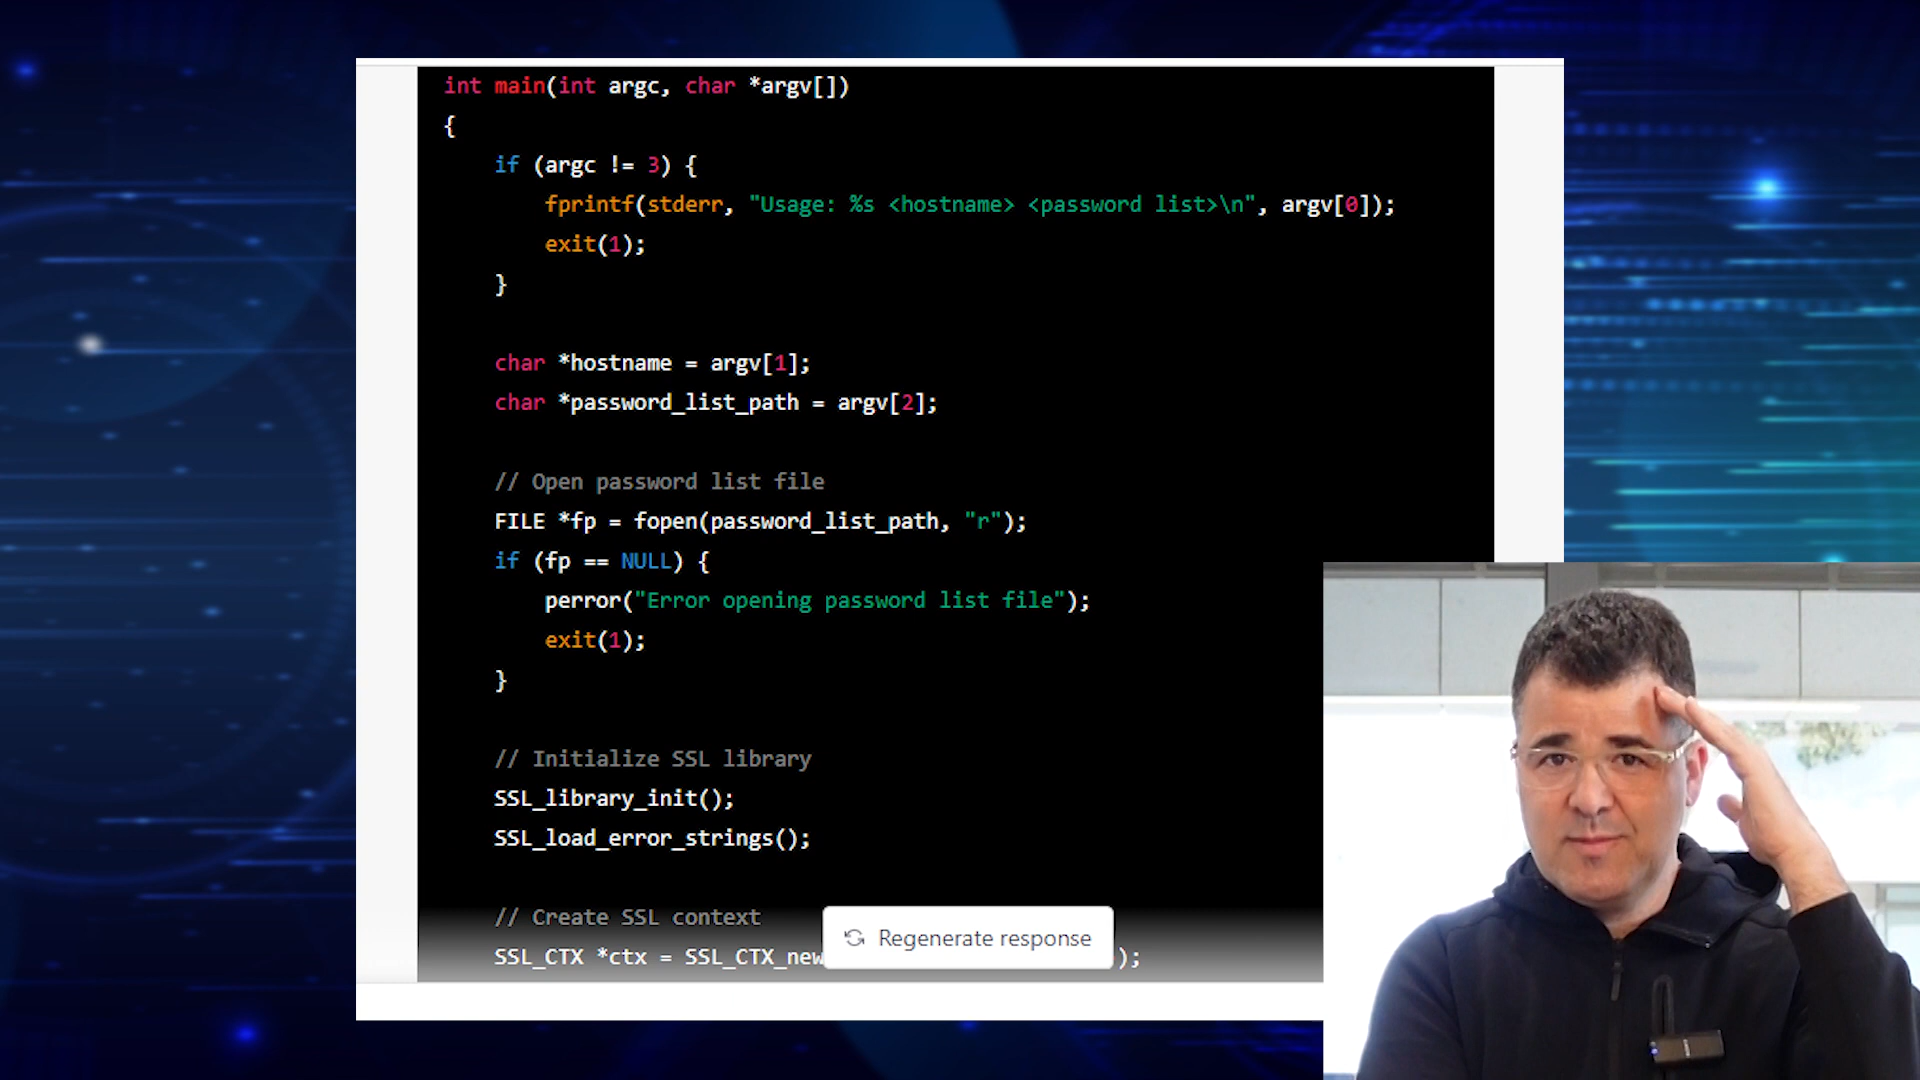 int main(int argc, char *argv[])
{
if (argc != 3) {
fprintf(stderr, "Usage: %s <hostname> <password list>\n", argv[0]);
exit(1);
}
char *hostname = argv[1];
char *password_list_path = argv[2];
// Open password list file
FILE *fp = fopen(password_list_path, "r");
if (fp == NULL) {
perror("Error opening password list file");
exit(1);
}
// Initialize SSL library
SSL_library_init();
SSL_load_error_strings();
// Create SSL context
Regenerate response
SSL_CTX *ctx = SSL_CTX_new );